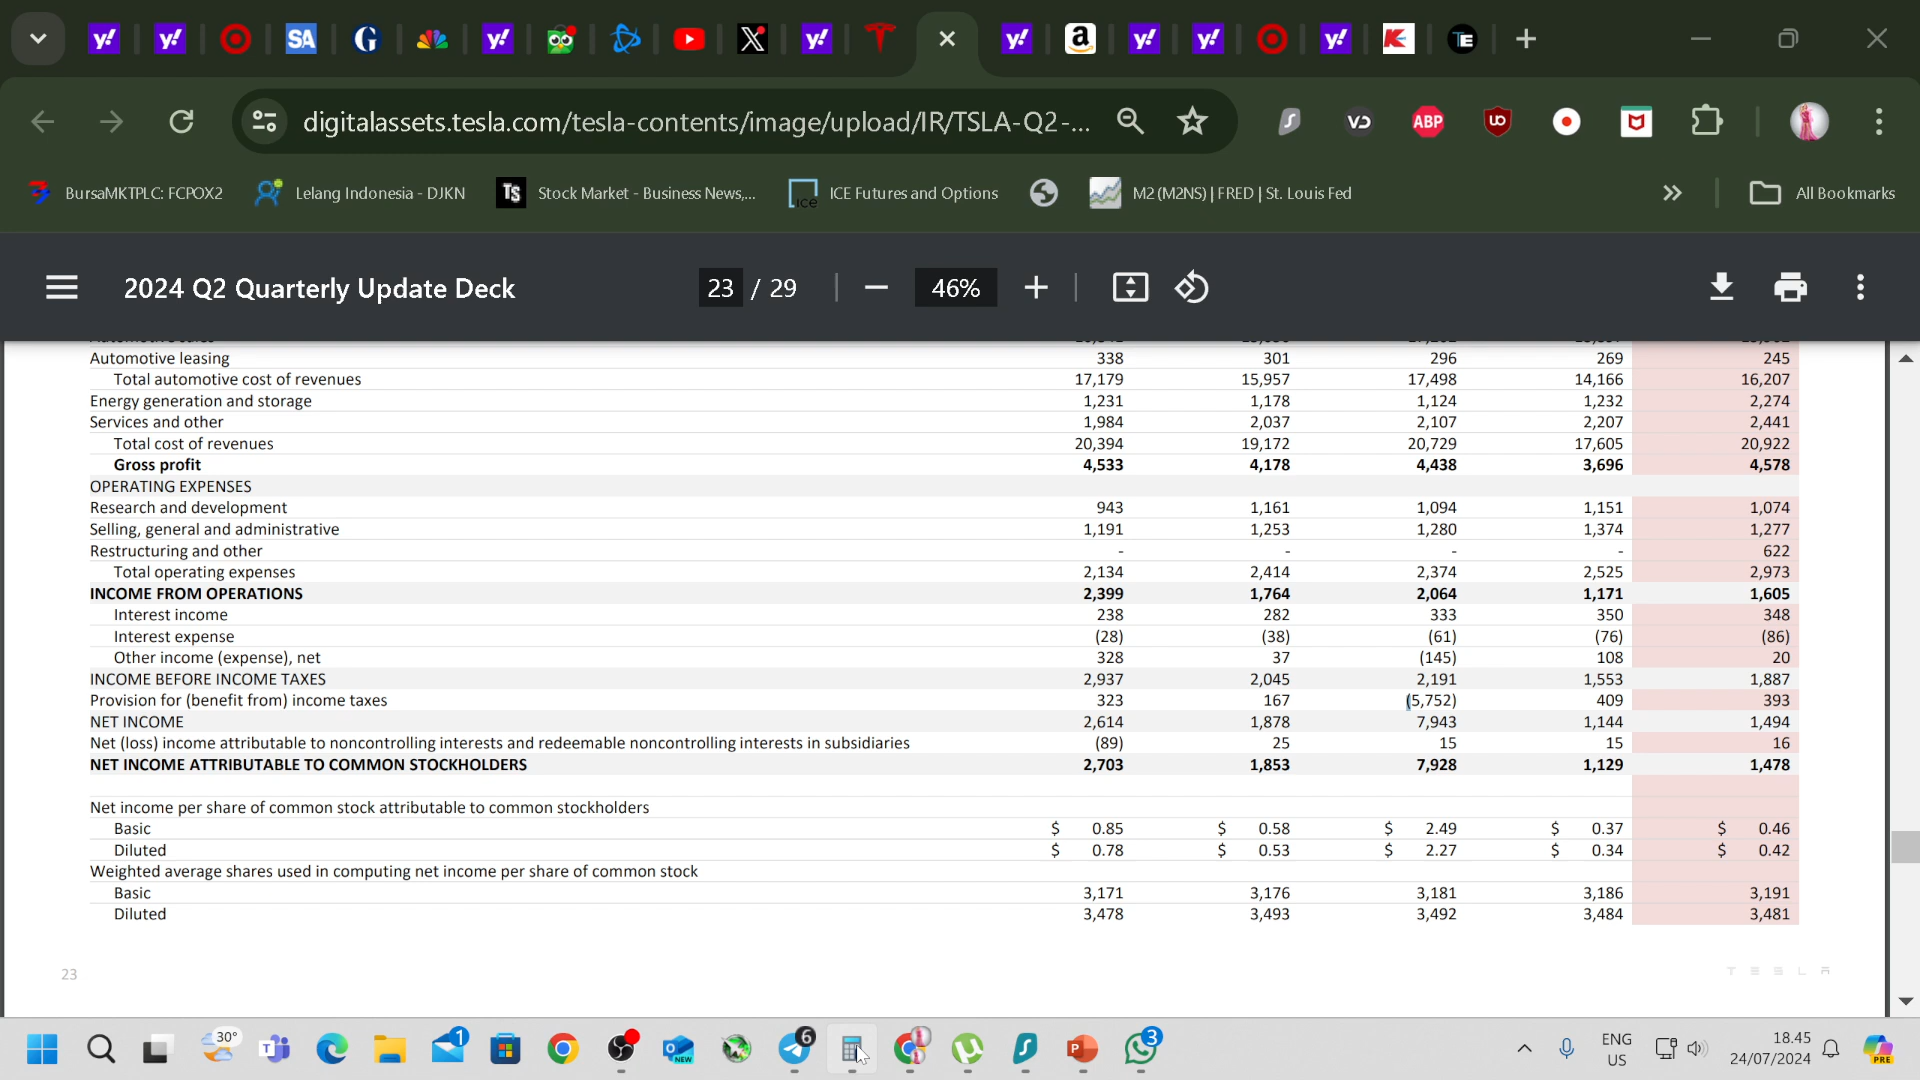 digitalassets.tesla.com/tesla-contents/image/upload/IR/TSLA-Q2-...
BursaMKTPLC: FCPOX2
Lelang Indonesia - DJKN
Stock Market - Business News,...
ICE Futures and Options
M2 (M2NS) | FRED | St. Louis Fed
All Bookmarks
2024 Q2 Quarterly Update Deck
23 / 29
46%
Automotive leasing 338 301 296 269 245
Total automotive cost of revenues 17,179 15,957 17,498 14,166 16,207
Energy generation and storage 1,231 1,178 1,124 1,232 2,274
Services and other 1,984 2,037 2,107 2,207 2,441
Total cost of revenues 20,394 19,172 20,729 17,605 20,922
Gross profit 4,533 4,178 4,438 3,696 4,578
OPERATING EXPENSES
Research and development 943 1,161 1,094 1,151 1,074
Selling, general and administrative 1,191 1,253 1,280 1,374 1,277
Restructuring and other - - - - 622
Total operating expenses 2,134 2,414 2,374 2,525 2,973
INCOME FROM OPERATIONS 2,399 1,764 2,064 1,171 1,605
Interest income 238 282 333 350 348
Interest expense (28) (38) (61) (76) (86)
Other income (expense), net 328 37 (145) 108 20
INCOME BEFORE INCOME TAXES 2,937 2,045 2,191 1,553 1,887
Provision for (benefit from) income taxes 323 167 (5,752) 409 393
NET INCOME 2,614 1,878 7,943 1,144 1,494
Net (loss) income attributable to noncontrolling interests and redeemable noncontrolling interests in subsidiaries (89) 25 15 15 16
NET INCOME ATTRIBUTABLE TO COMMON STOCKHOLDERS 2,703 1,853 7,928 1,129 1,478
Net income per share of common stock attributable to common stockholders
Basic $ 0.85 $ 0.58 $ 2.49 $ 0.37 $ 0.46
Diluted $ 0.78 $ 0.53 $ 2.27 $ 0.34 $ 0.42
Weighted average shares used in computing net income per share of common stock
Basic 3,171 3,176 3,181 3,186 3,191
Diluted 3,478 3,493 3,492 3,484 3,481
23
TESLA
30°
1
6
3
ENG
US
18.45
24/07/2024